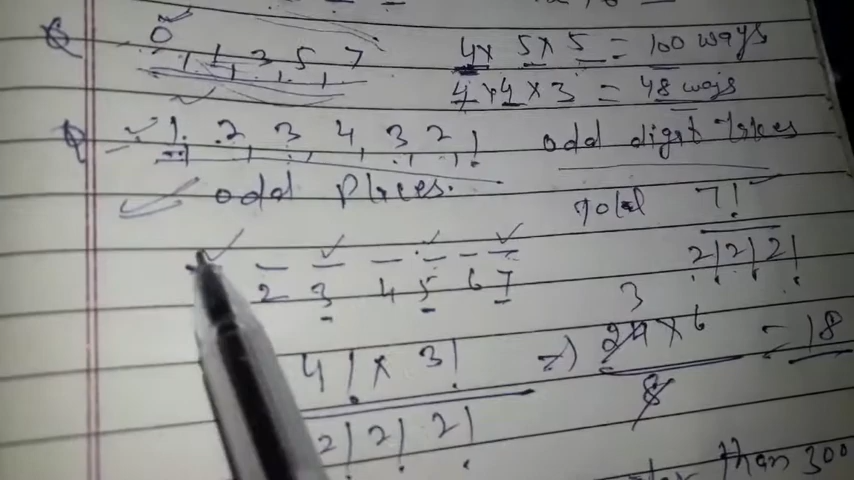 Q 0, 1, 3, 5, 7 4 x 5 x 5 = 100 ways
4 x 4 x 3 = 48 ways
Q 1, 2, 3, 4, 3, 2, 1 odd digit
odd places. Total 7!
2! 2! 2!
2 3 4 5 6 7
4! x 3! => 24 x 6 = 18
3
2! 2! 2! 8
than 300